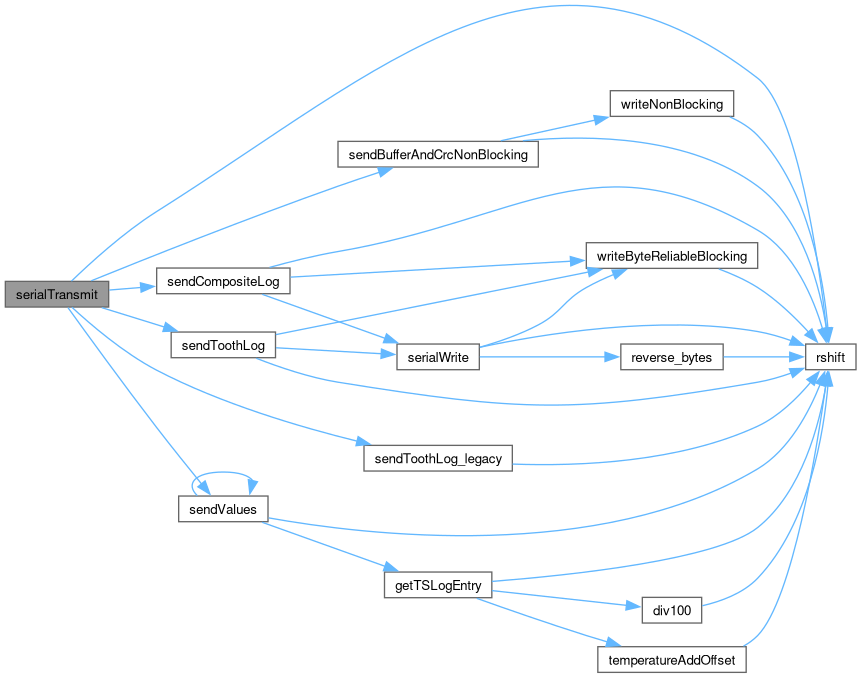 writeNonBlocking
sendBufferAndCrcNonBlocking
writeByteReliableBlocking
sendCompositeLog
serialTransmit
sendToothLog
serialWrite
reverse_bytes
rshift
sendToothLog_legacy
sendValues
getTSLogEntry
div100
temperatureAddOffset